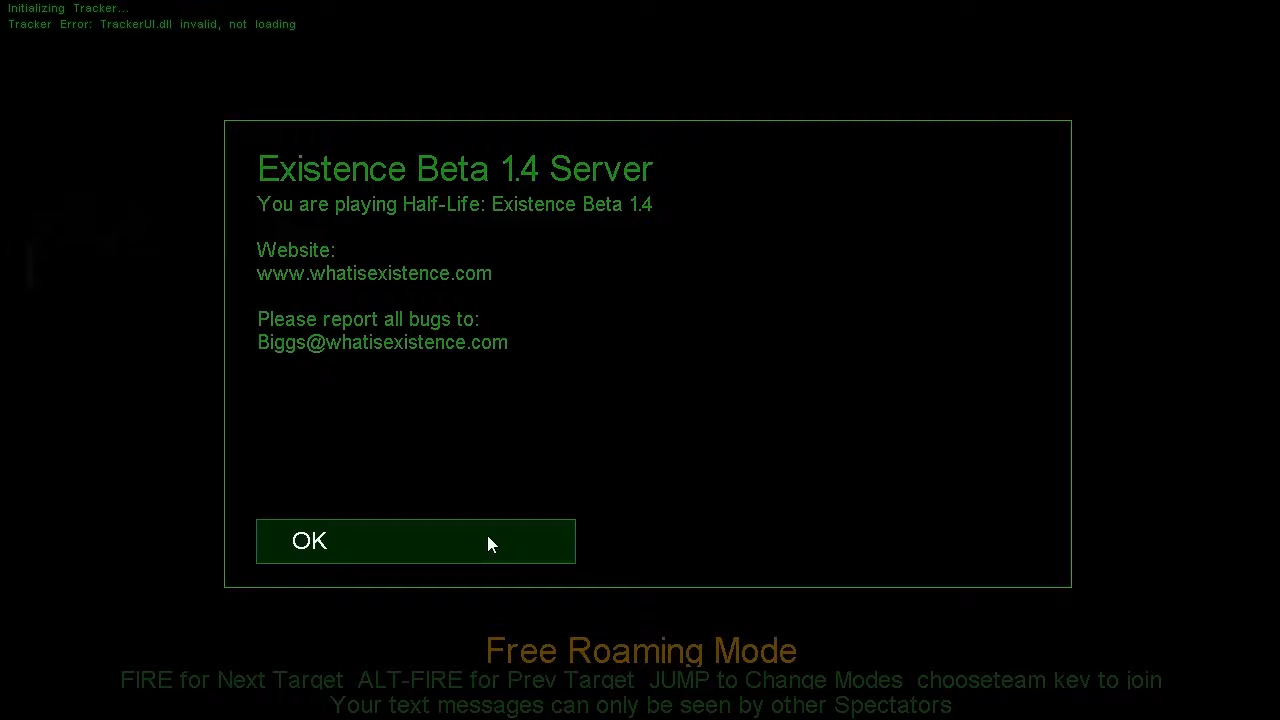 Initializing Tracker...
Tracker Error: TrackerUI.dll invalid, not loading
Existence Beta 1.4 Server
You are playing Half-Life: Existence Beta 1.4
Website:
www.whatisexistence.com
Please report all bugs to:
Biggs@whatisexistence.com
OK
Free Roaming Mode
FIRE for Next Target  ALT-FIRE for Prev Target  JUMP to Change Modes  chooseteam key to join
Your text messages can only be seen by other Spectators